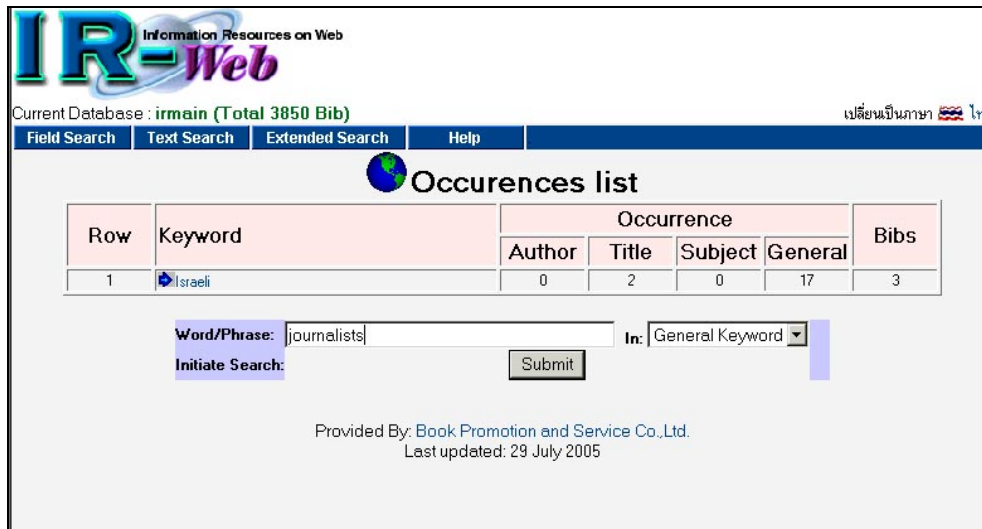 IR-Web
Information Resources on Web
Current Database : irmain (Total 3850 Bib)
เปลี่ยนเป็นภาษา
Field Search Text Search Extended Search Help
Occurences list
Row Keyword Occurrence Bibs
Author Title Subject General
1 Israeli 0 2 0 17 3
Word/Phrase: journalists In: General Keyword
Initiate Search: Submit
Provided By: Book Promotion and Service Co.,Ltd.
Last updated: 29 July 2005